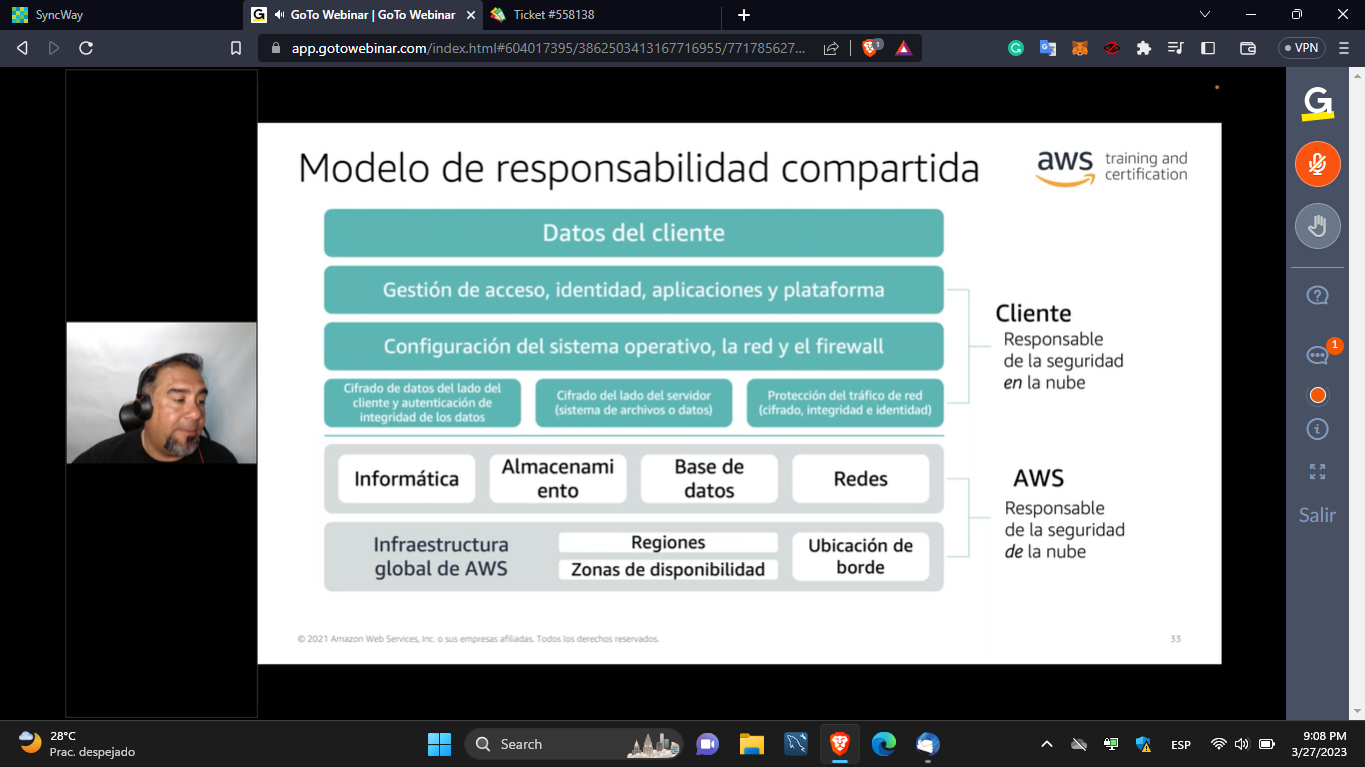 SyncWay
GoTo Webinar | GoTo Webinar
Ticket #558138
app.gotowebinar.com/index.html#604017395/3862503413167716955/771785627...
1
VPN
Modelo de responsabilidad compartida
aws training and
certification
Datos del cliente
Gestión de acceso, identidad, aplicaciones y plataforma
Configuración del sistema operativo, la red y el firewall
Cifrado de datos del lado del
cliente y autenticación de
integridad de los datos
Cifrado del lado del servidor
(sistema de archivos o datos)
Protección del tráfico de red
(cifrado, integridad e identidad)
Cliente
Responsable
de la seguridad
en la nube
Informática
Almacenami
ento
Base de
datos
Redes
Infraestructura
global de AWS
Regiones
Zonas de disponibilidad
Ubicación de
borde
AWS
Responsable
de la seguridad
de la nube
© 2021 Amazon Web Services, Inc. o sus empresas afiliadas. Todos los derechos reservados.
33
G
1
Salir
28°C
Prac. despejado
Search
ESP
9:08 PM
3/27/2023